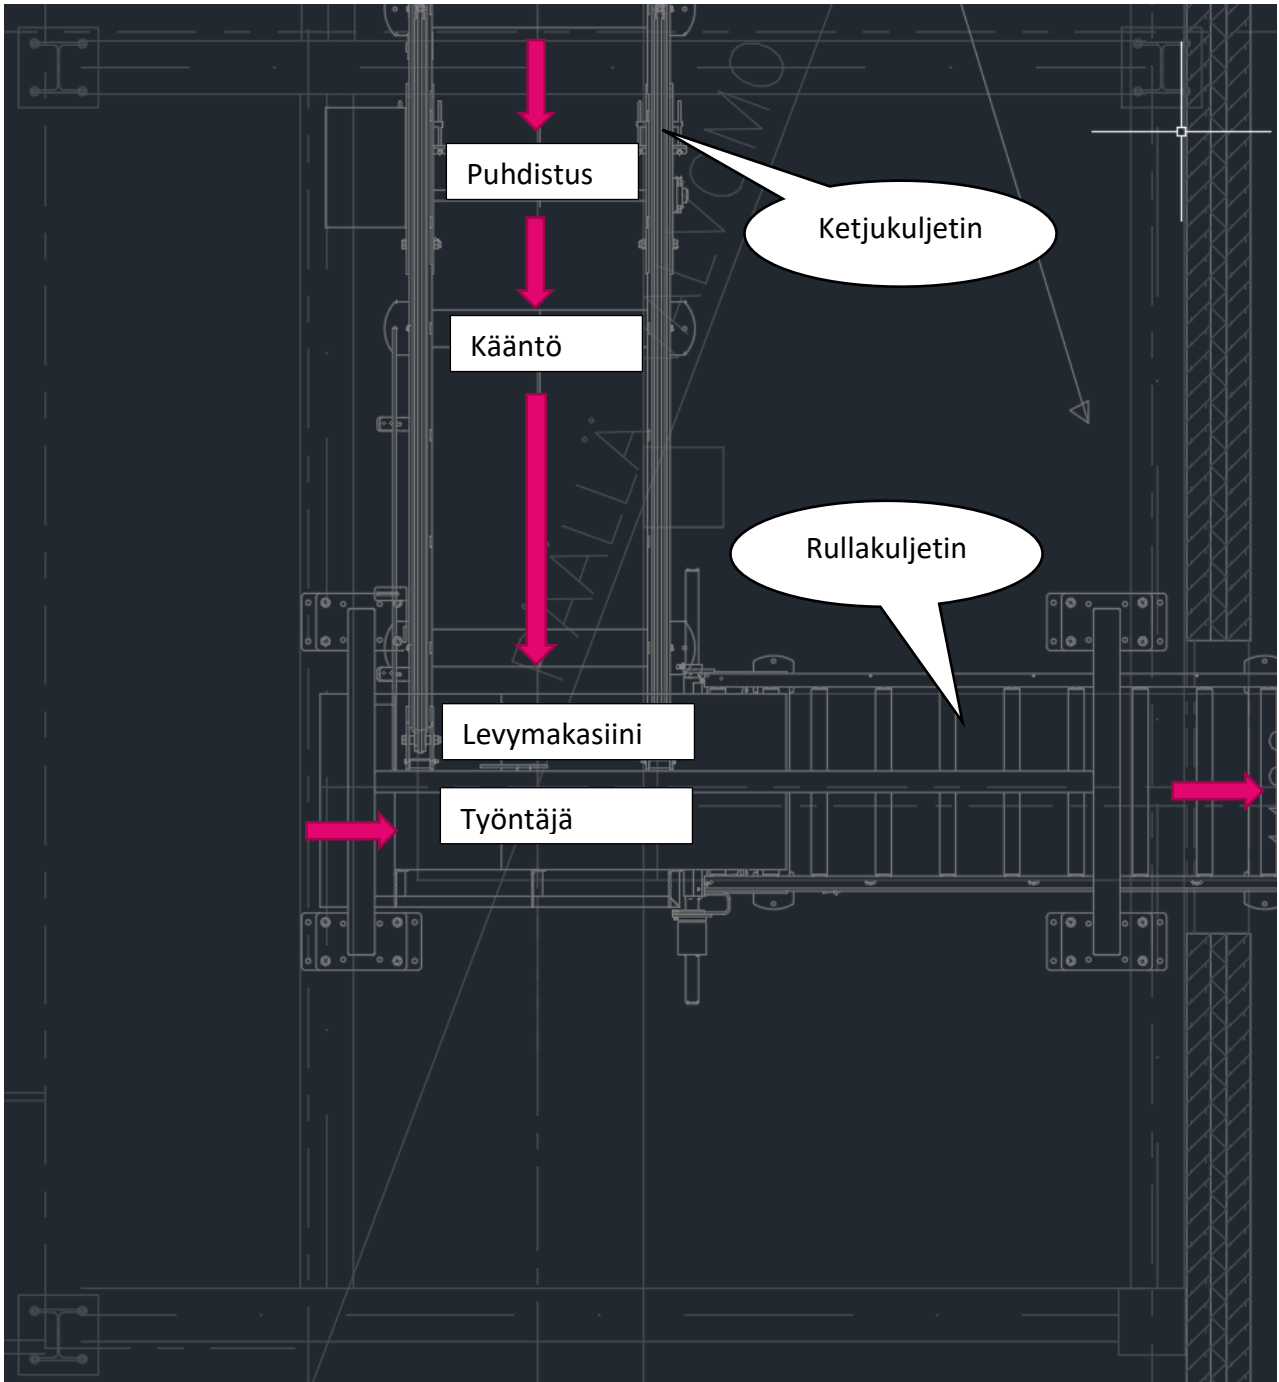 Puhdistus
Ketjukuljetin
Kääntö
Rullakuljetin
Levymakasiini
Työntäjä